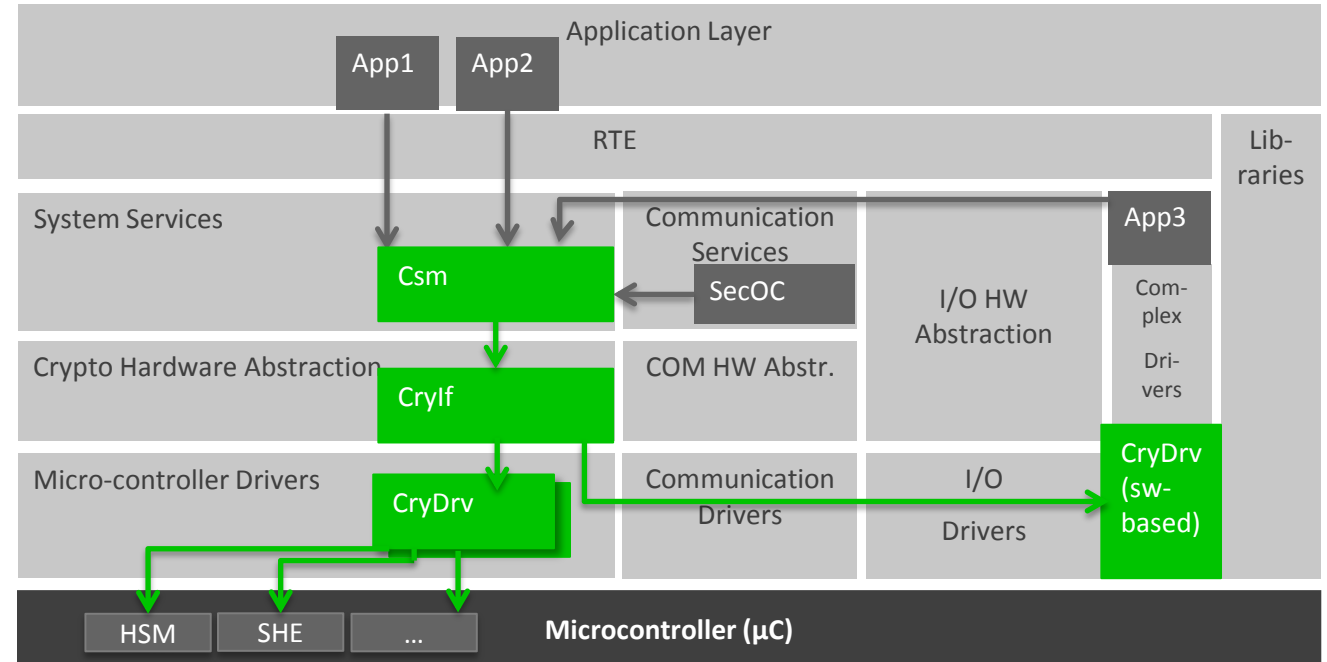 Application Layer
App1
App2
RTE
Lib-
raries
System Services
Communication
Services
App3
Csm
SecOC
I/O HW
Abstraction
Com-
plex
Dri-
vers
Crypto Hardware Abstraction
COM HW Abstr.
CryIf
Micro-controller Drivers
CryDrv
Communication
Drivers
I/O
Drivers
CryDrv
(sw-
based)
HSM
SHE
...
Microcontroller (µC)